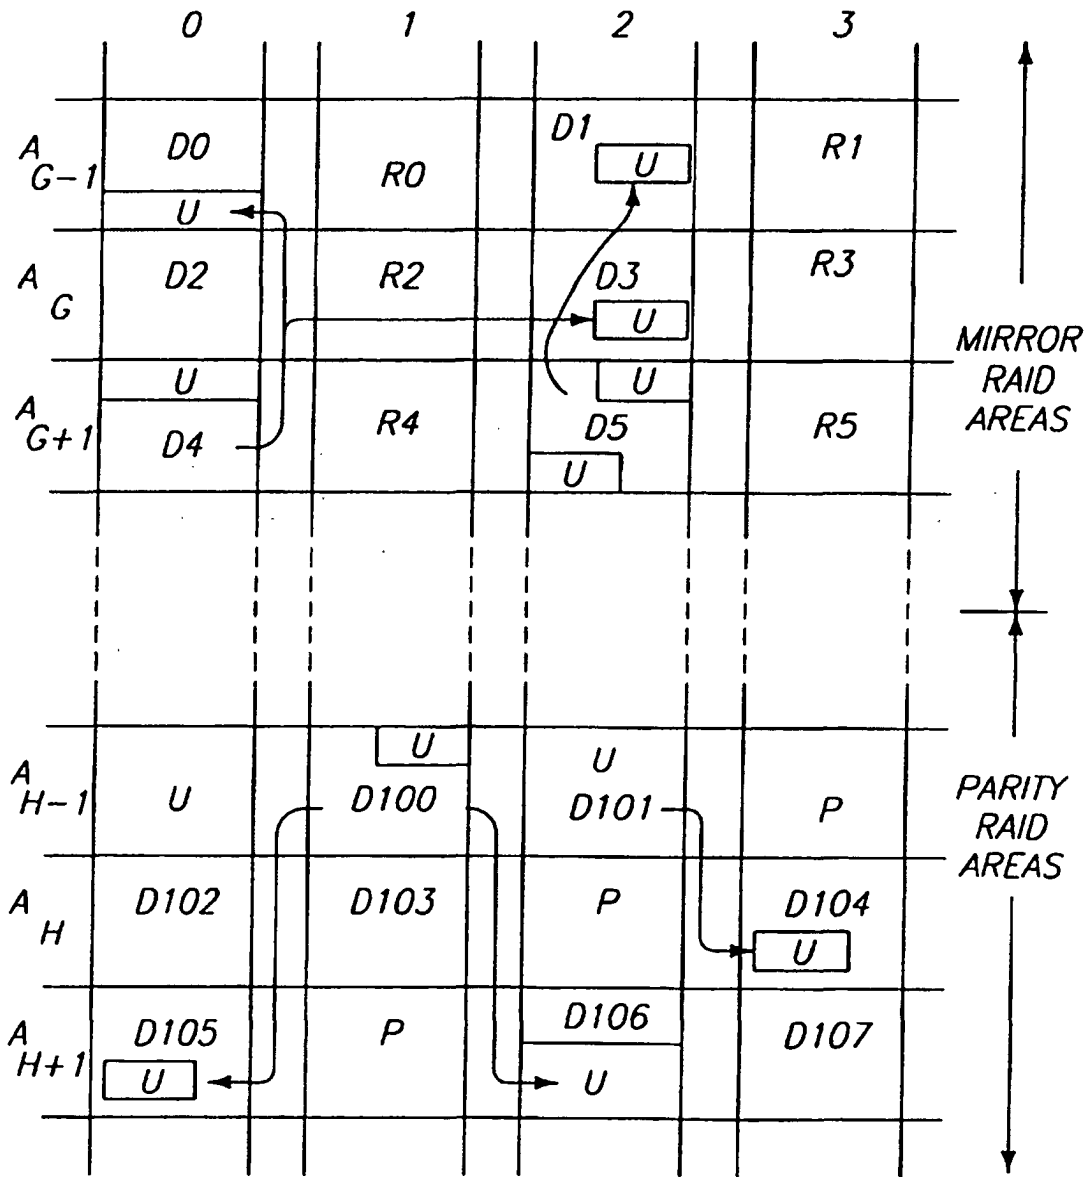 0 1 2 3
A G-1 D0 R0 D1 U R1
U
A G D2 R2 D3 U R3
U U
A G+1 D4 R4 D5 R5
U
MIRROR
RAID
AREAS
A H-1 U D100 U U D101 P
A H D102 D103 P D104 U
A H+1 D105 U P D106 U D107
PARITY
RAID
AREAS